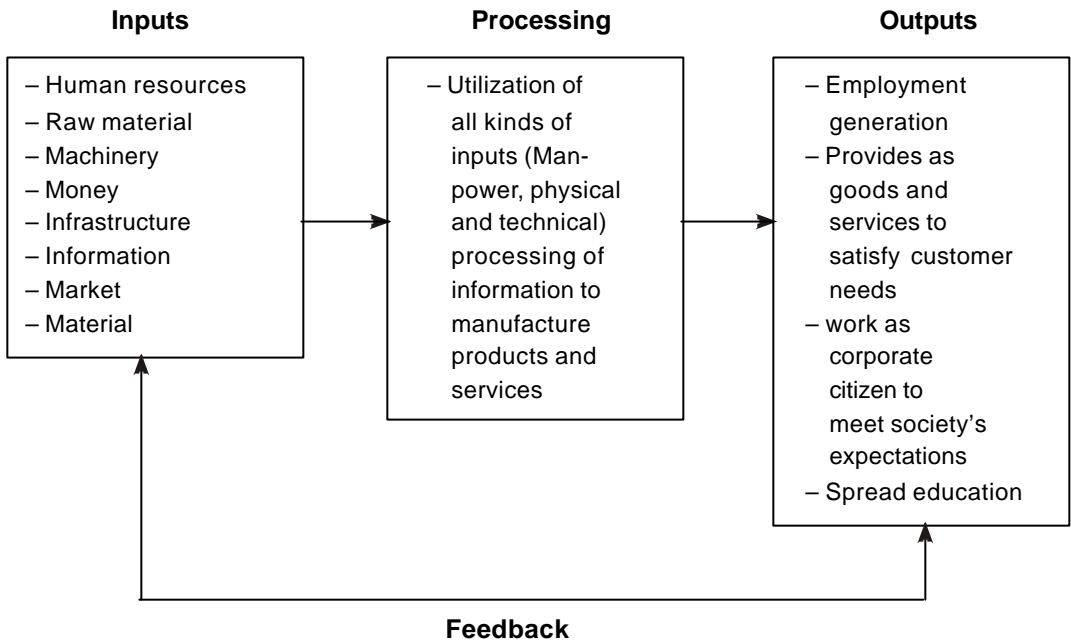 Inputs
– Human resources
– Raw material
– Machinery
– Money
– Infrastructure
– Information
– Market
– Material
Processing
– Utilization of
all kinds of
inputs (Man-
power, physical
and technical)
processing of
information to
manufacture
products and
services
Outputs
– Employment
generation
– Provides as
goods and
services to
satisfy customer
needs
– work as
corporate
citizen to
meet society's
expectations
– Spread education
Feedback